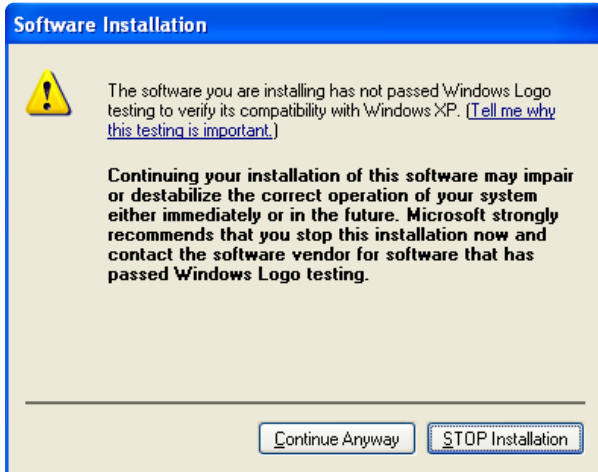 Software Installation
The software you are installing has not passed Windows Logo
testing to verify its compatibility with Windows XP. (Tell me why
this testing is important.)
Continuing your installation of this software may impair
or destabilize the correct operation of your system
either immediately or in the future. Microsoft strongly
recommends that you stop this installation now and
contact the software vendor for software that has
passed Windows Logo testing.
Continue Anyway
STOP Installation